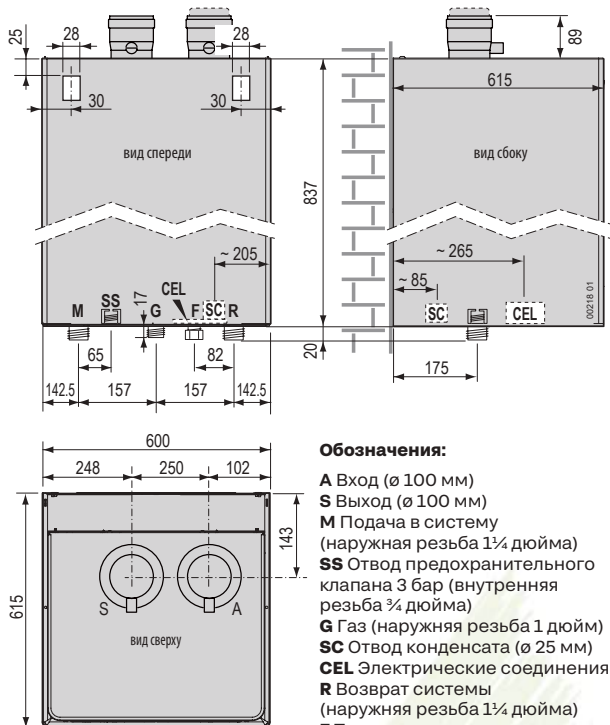 25
28
28
30
30
89
615
вид спереди
вид сбоку
837
~ 205
~ 265
~ 85
17
CEL
M
SS
G
F
SC
R
SC
CEL
00218 01
65
82
20
175
142.5
157
157
142.5
600
248
250
102
143
615
S
A
вид сверху
Обозначения:
A Вход (ø 100 мм)
S Выход (ø 100 мм)
M Подача в систему
(наружная резьба 1¼ дюйма)
SS Отвод предохранительного
клапана 3 бар (внутренняя
резьба ¾ дюйма)
G Газ (наружняя резьба 1 дюйм)
SC Отвод конденсата (ø 25 мм)
CEL Электрические соединения
R Возврат системы
(наружняя резьба 1¼ дюйма)